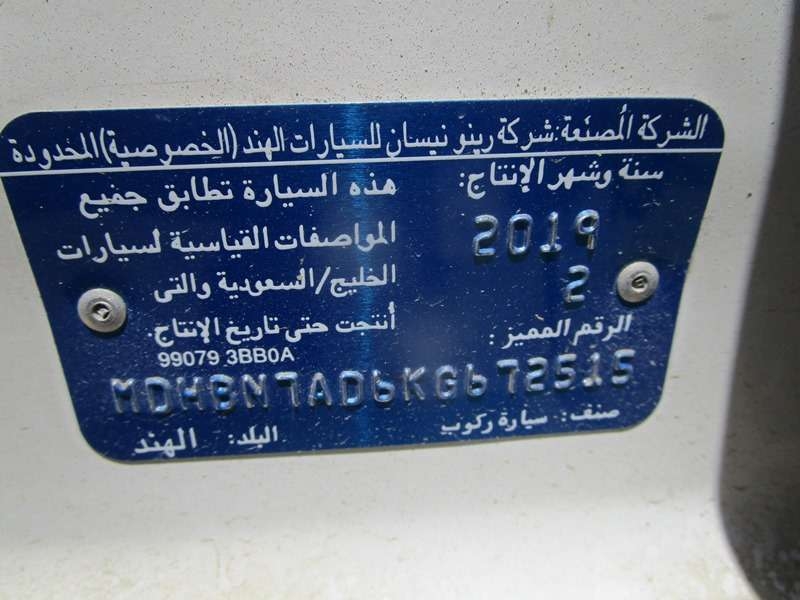 الشركة المُصنعة: شركة رينو نيسان للسيارات الهند (الخصوصية) المحدودة
سنة وشهر الإنتاج:
2019
2
هذه السيارة تطابق جميع
المواصفات القياسية لسيارات
الخليج/السعودية والتى
أنتجت حتى تاريخ الإنتاج.
الرقم المميز:
99079 3BB0A
MDHBN7AD6KG672515
صنف: سيارة ركوب
البلد: الهند